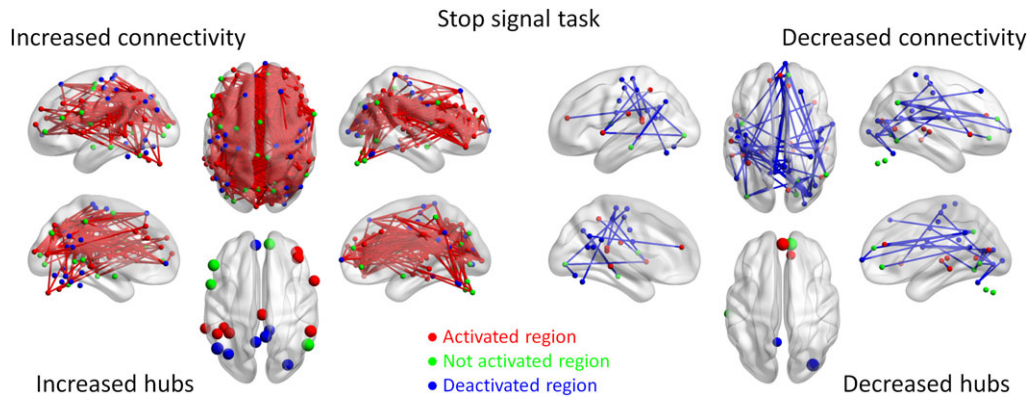 Stop signal task
Increased connectivity
Decreased connectivity
Activated region
Not activated region
Deactivated region
Increased hubs
Decreased hubs